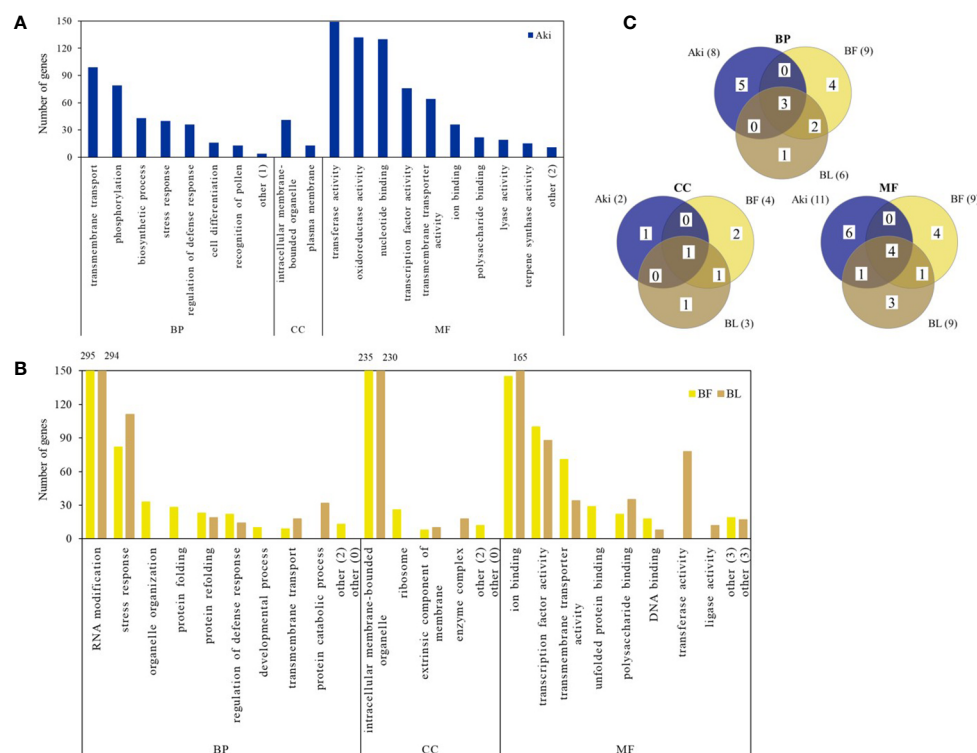 A
Number of genes
150
120
90
60
30
0
Aki
transmembrane transport
phosphorylation
biosynthetic process
stress response
regulation of defense response
cell differentiation
recognition of pollen
other (1)
intracellular membrane-
bounded organelle
plasma membrane
transferase activity
oxidoreductase activity
nucleotide binding
transcription factor activity
transmembrane transporter
activity
ion binding
polysaccharide binding
lyase activity
terpene synthase activity
other (2)
BP
CC
MF
C
BP
Aki (8)
BF (9)
BL (6)
5
0
4
3
0
2
1
CC
Aki (2)
BF (4)
BL (3)
1
0
2
1
0
1
1
MF
Aki (11)
BF (9)
BL (9)
6
0
4
4
1
1
3
B
Number of genes
150
120
90
60
30
0
295
294
235
230
165
BF
BL
RNA modification
stress response
organelle organization
protein folding
protein refolding
regulation of defense response
developmental process
transmembrane transport
protein catabolic process
other (2)
other (0)
intracellular membrane-bounded
organelle
ribosome
extrinsic component of
membrane
enzyme complex
other (2)
other (0)
ion binding
transcription factor activity
transmembrane transporter
activity
unfolded protein binding
polysaccharide binding
DNA binding
transferase activity
ligase activity
other (3)
other (3)
BP
CC
MF